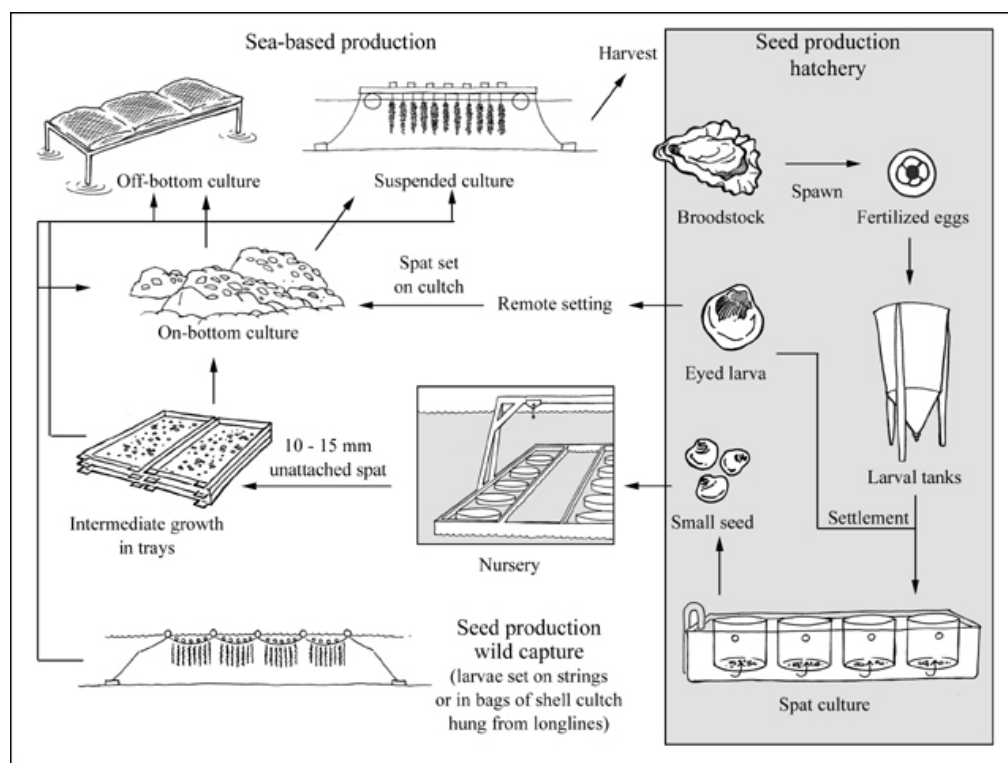 Sea-based production
Harvest
Seed production
hatchery
Off-bottom culture
Suspended culture
Broodstock
Spawn
Fertilized eggs
Spat set
on cultch
Remote setting
On-bottom culture
Eyed larva
10 - 15 mm
unattached spat
Larval tanks
Intermediate growth
in trays
Nursery
Small seed
Settlement
Seed production
wild capture
(larvae set on strings
or in bags of shell cultch
hung from longlines)
Spat culture